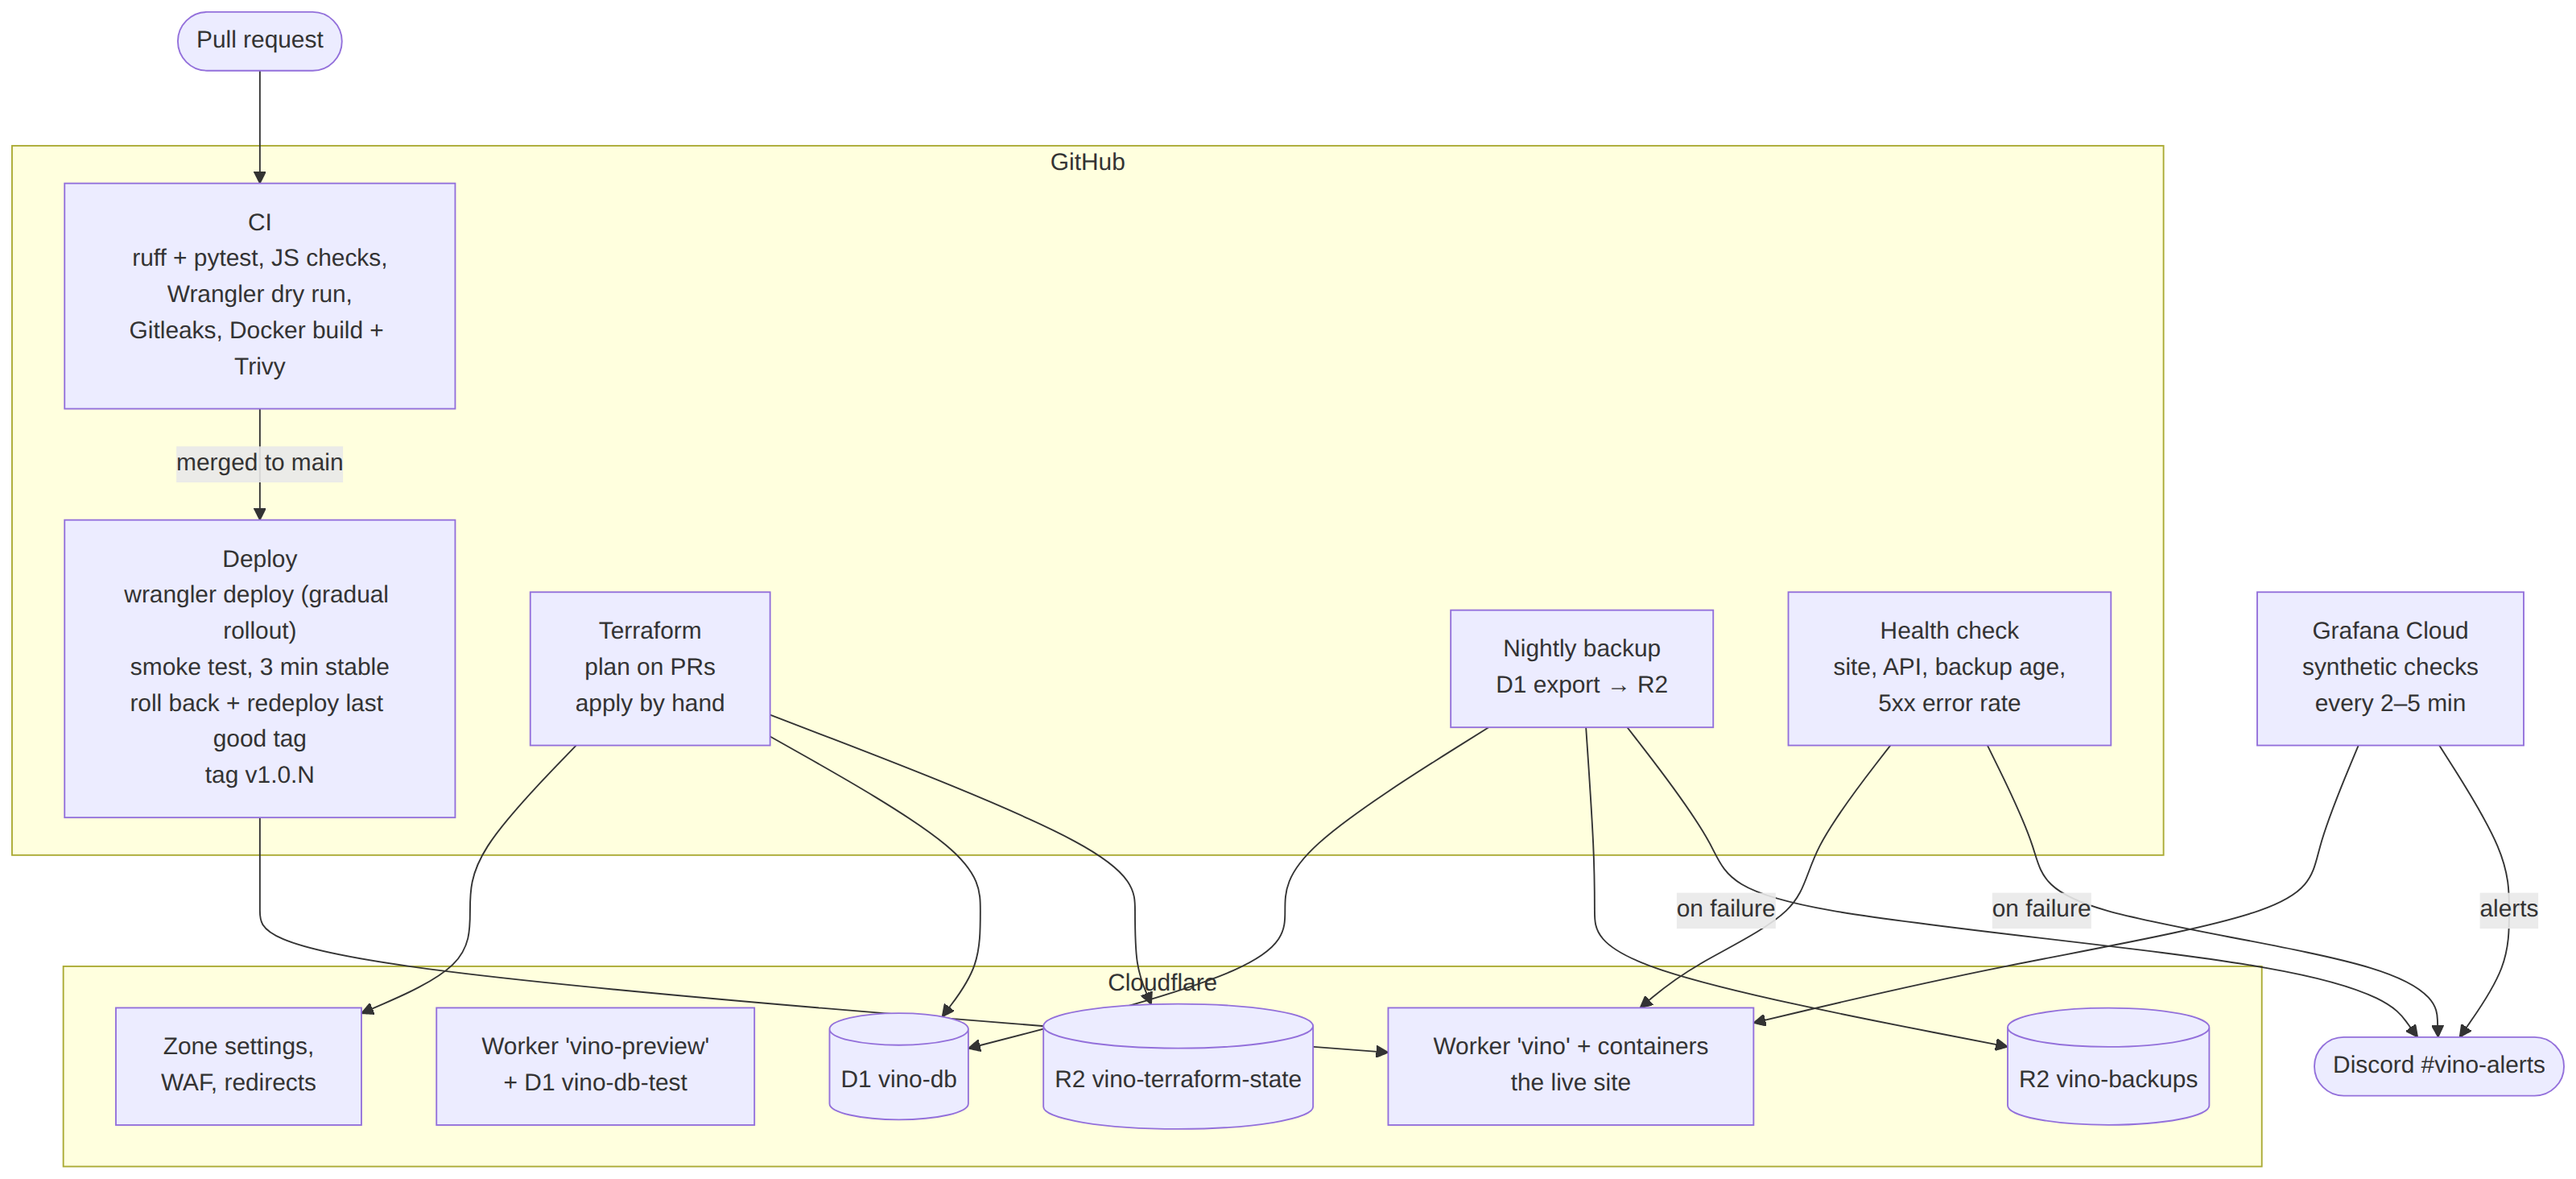 Pull request
GitHub
CI
ruff + pytest, JS checks,
Wrangler dry run,
Gitleaks, Docker build +
Trivy
merged to main
Deploy
wrangler deploy (gradual
rollout)
smoke test, 3 min stable
roll back + redeploy last
good tag
tag v1.0.N
Terraform
plan on PRs
apply by hand
Nightly backup
D1 export → R2
Health check
site, API, backup age,
5xx error rate
Grafana Cloud
synthetic checks
every 2–5 min
on failure
on failure
alerts
Cloudflare
Zone settings,
WAF, redirects
Worker 'vino-preview'
+ D1 vino-db-test
D1 vino-db
R2 vino-terraform-state
Worker 'vino' + containers
the live site
R2 vino-backups
Discord #vino-alerts